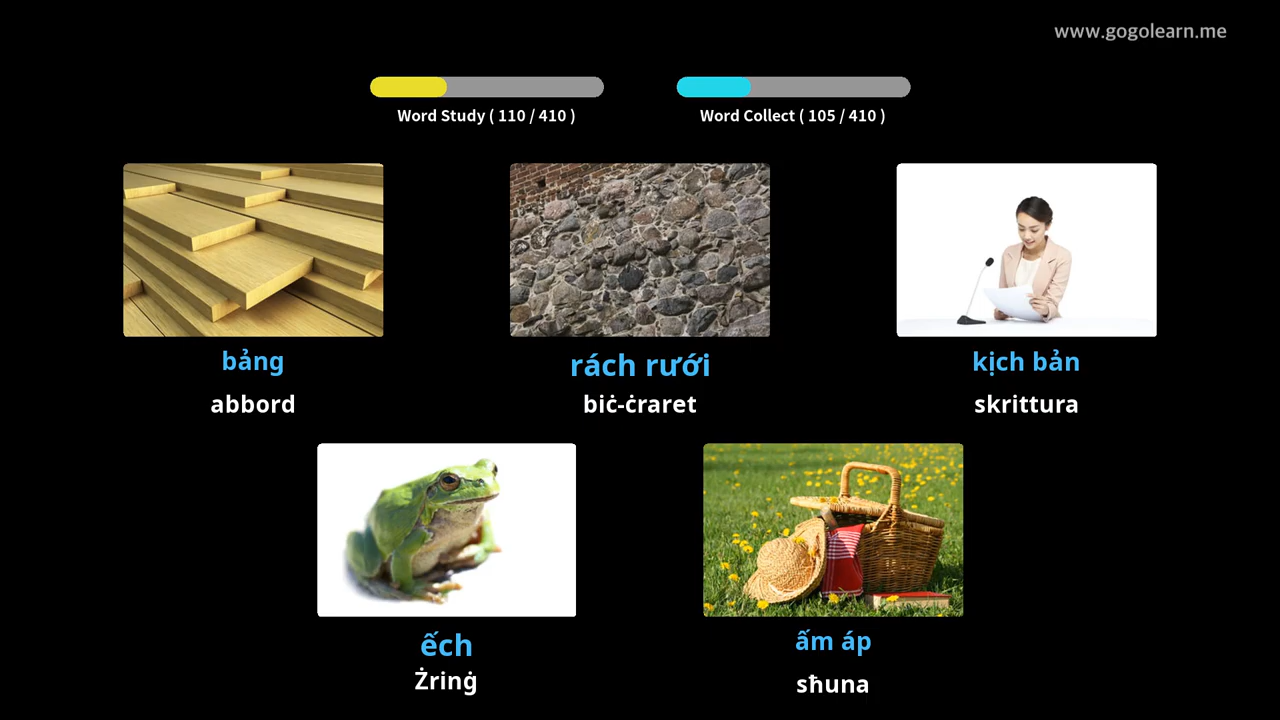 www.gogolearn.me
Word Study ( 110 / 410 )
Word Collect ( 105 / 410 )
bảng
rách rưới
kịch bản
abbord
biċ-ċraret
skrittura
ếch
ấm áp
Żrinġ
sħuna